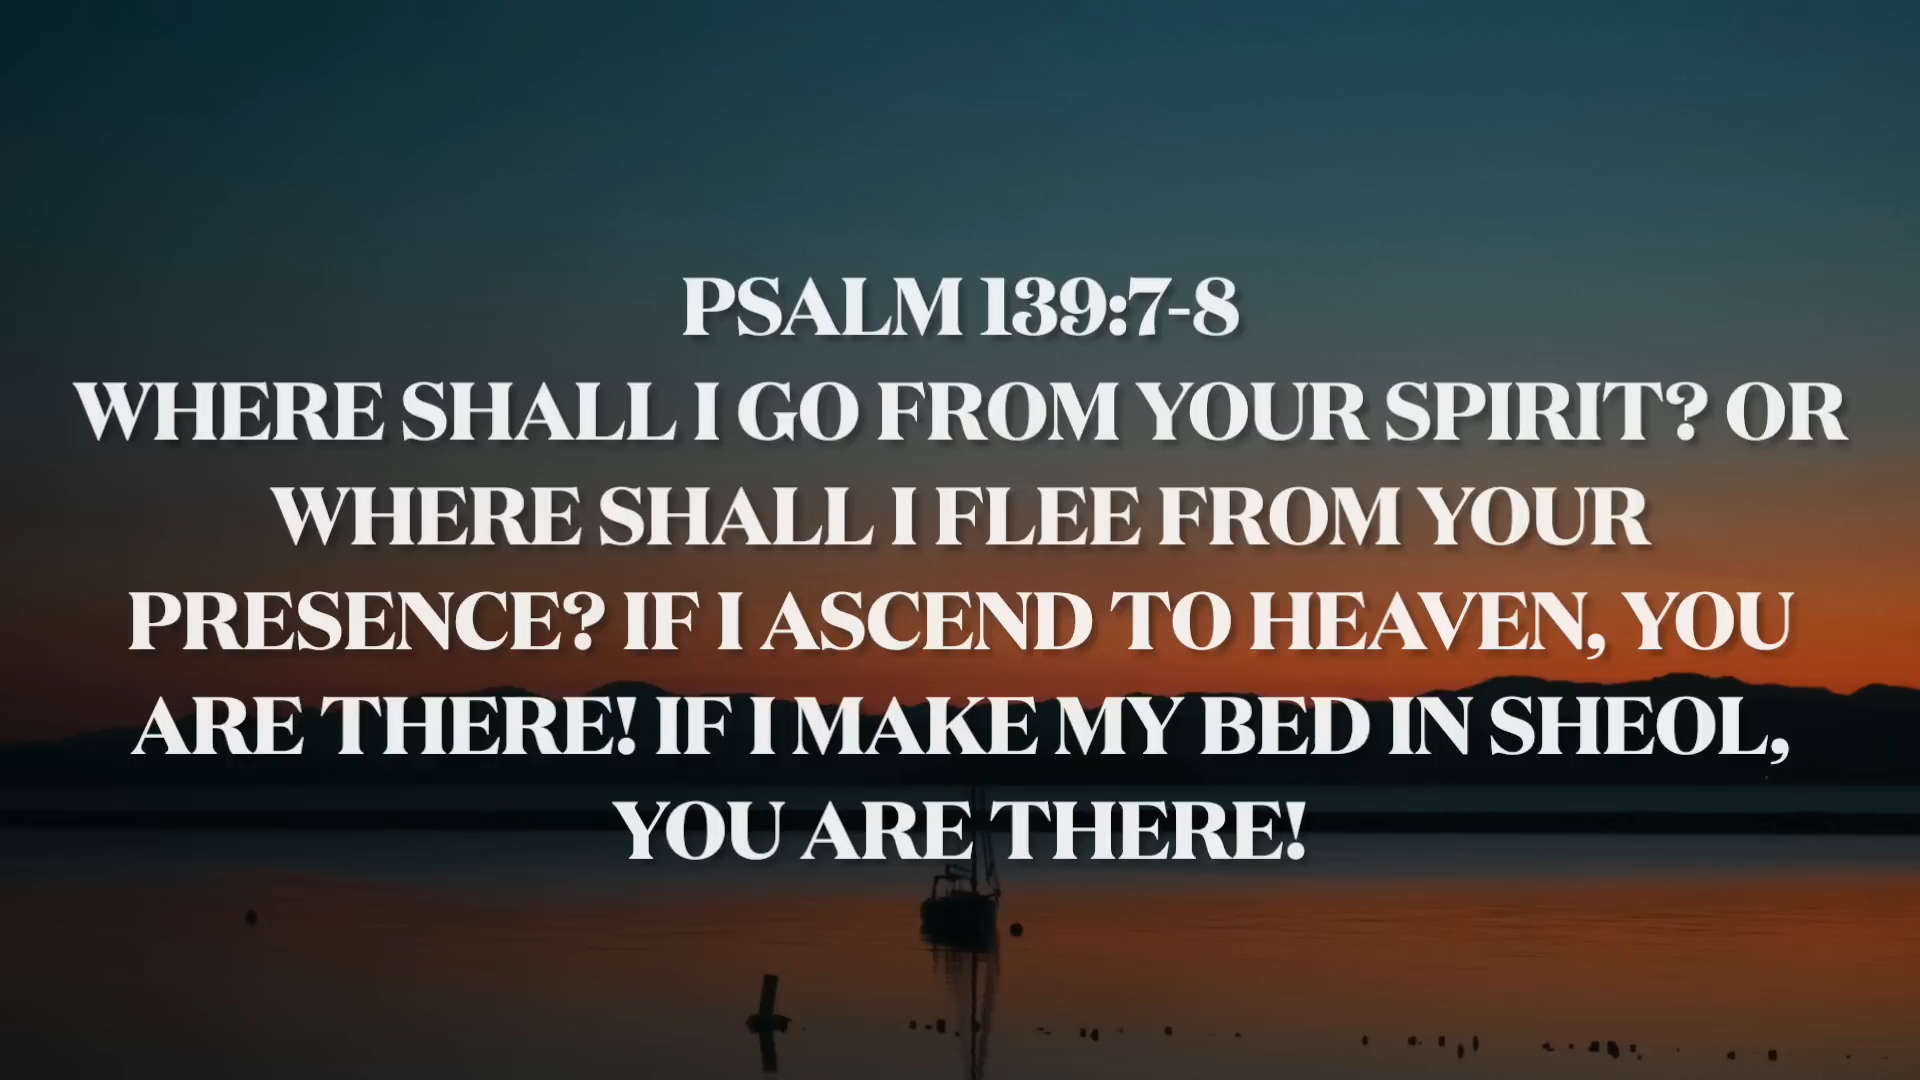 PSALM 139:7-8
WHERE SHALL I GO FROM YOUR SPIRIT? OR
WHERE SHALL I FLEE FROM YOUR
PRESENCE? IF I ASCEND TO HEAVEN, YOU
ARE THERE! IF I MAKE MY BED IN SHEOL,
YOU ARE THERE!